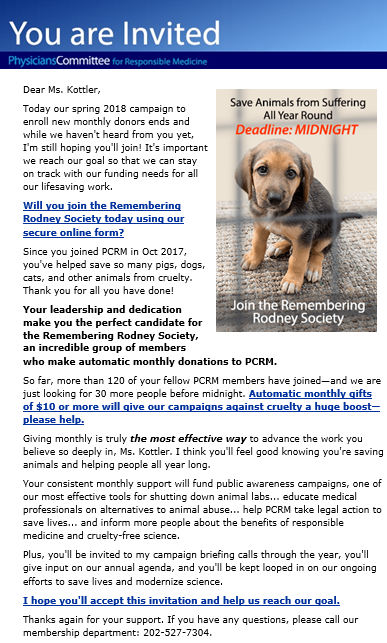 You are Invited
PhysiciansCommittee for Responsible Medicine
Dear Ms. Kottler,
Today our spring 2018 campaign to
enroll new monthly donors ends and
while we haven't heard from you yet,
I'm still hoping you'll join! It's important
we reach our goal so that we can stay
on track with our funding needs for all
our lifesaving work.
Will you join the Remembering
Rodney Society today using our
secure online form?
Since you joined PCRM in Oct 2017,
you've helped save so many pigs, dogs,
cats, and other animals from cruelty.
Thank you for all you have done!
Your leadership and dedication
make you the perfect candidate for
the Remembering Rodney Society,
an incredible group of members
who make automatic monthly donations to PCRM.
Save Animals from Suffering
All Year Round
Deadline: MIDNIGHT
Join the Remembering
Rodney Society
So far, more than 120 of your fellow PCRM members have joined—and we are
just looking for 30 more people before midnight. Automatic monthly gifts
of $10 or more will give our campaigns against cruelty a huge boost—
please help.
Giving monthly is truly the most effective way to advance the work you
believe so deeply in, Ms. Kottler. I think you'll feel good knowing you're saving
animals and helping people all year long.
Your consistent monthly support will fund public awareness campaigns, one of
our most effective tools for shutting down animal labs... educate medical
professionals on alternatives to animal abuse... help PCRM take legal action to
save lives... and inform more people about the benefits of responsible
medicine and cruelty-free science.
Plus, you'll be invited to my campaign briefing calls through the year, you'll
give input on our annual agenda, and you'll be kept looped in on our ongoing
efforts to save lives and modernize science.
I hope you'll accept this invitation and help us reach our goal.
Thanks again for your support. If you have any questions, please call our
membership department: 202-527-7304.